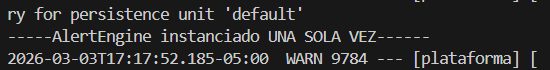 ry for persistence unit 'default'
-----AlertEngine instanciado UNA SOLA VEZ------
2026-03-03T17:17:52.185-05:00  WARN 9784 --- [plataforma] [